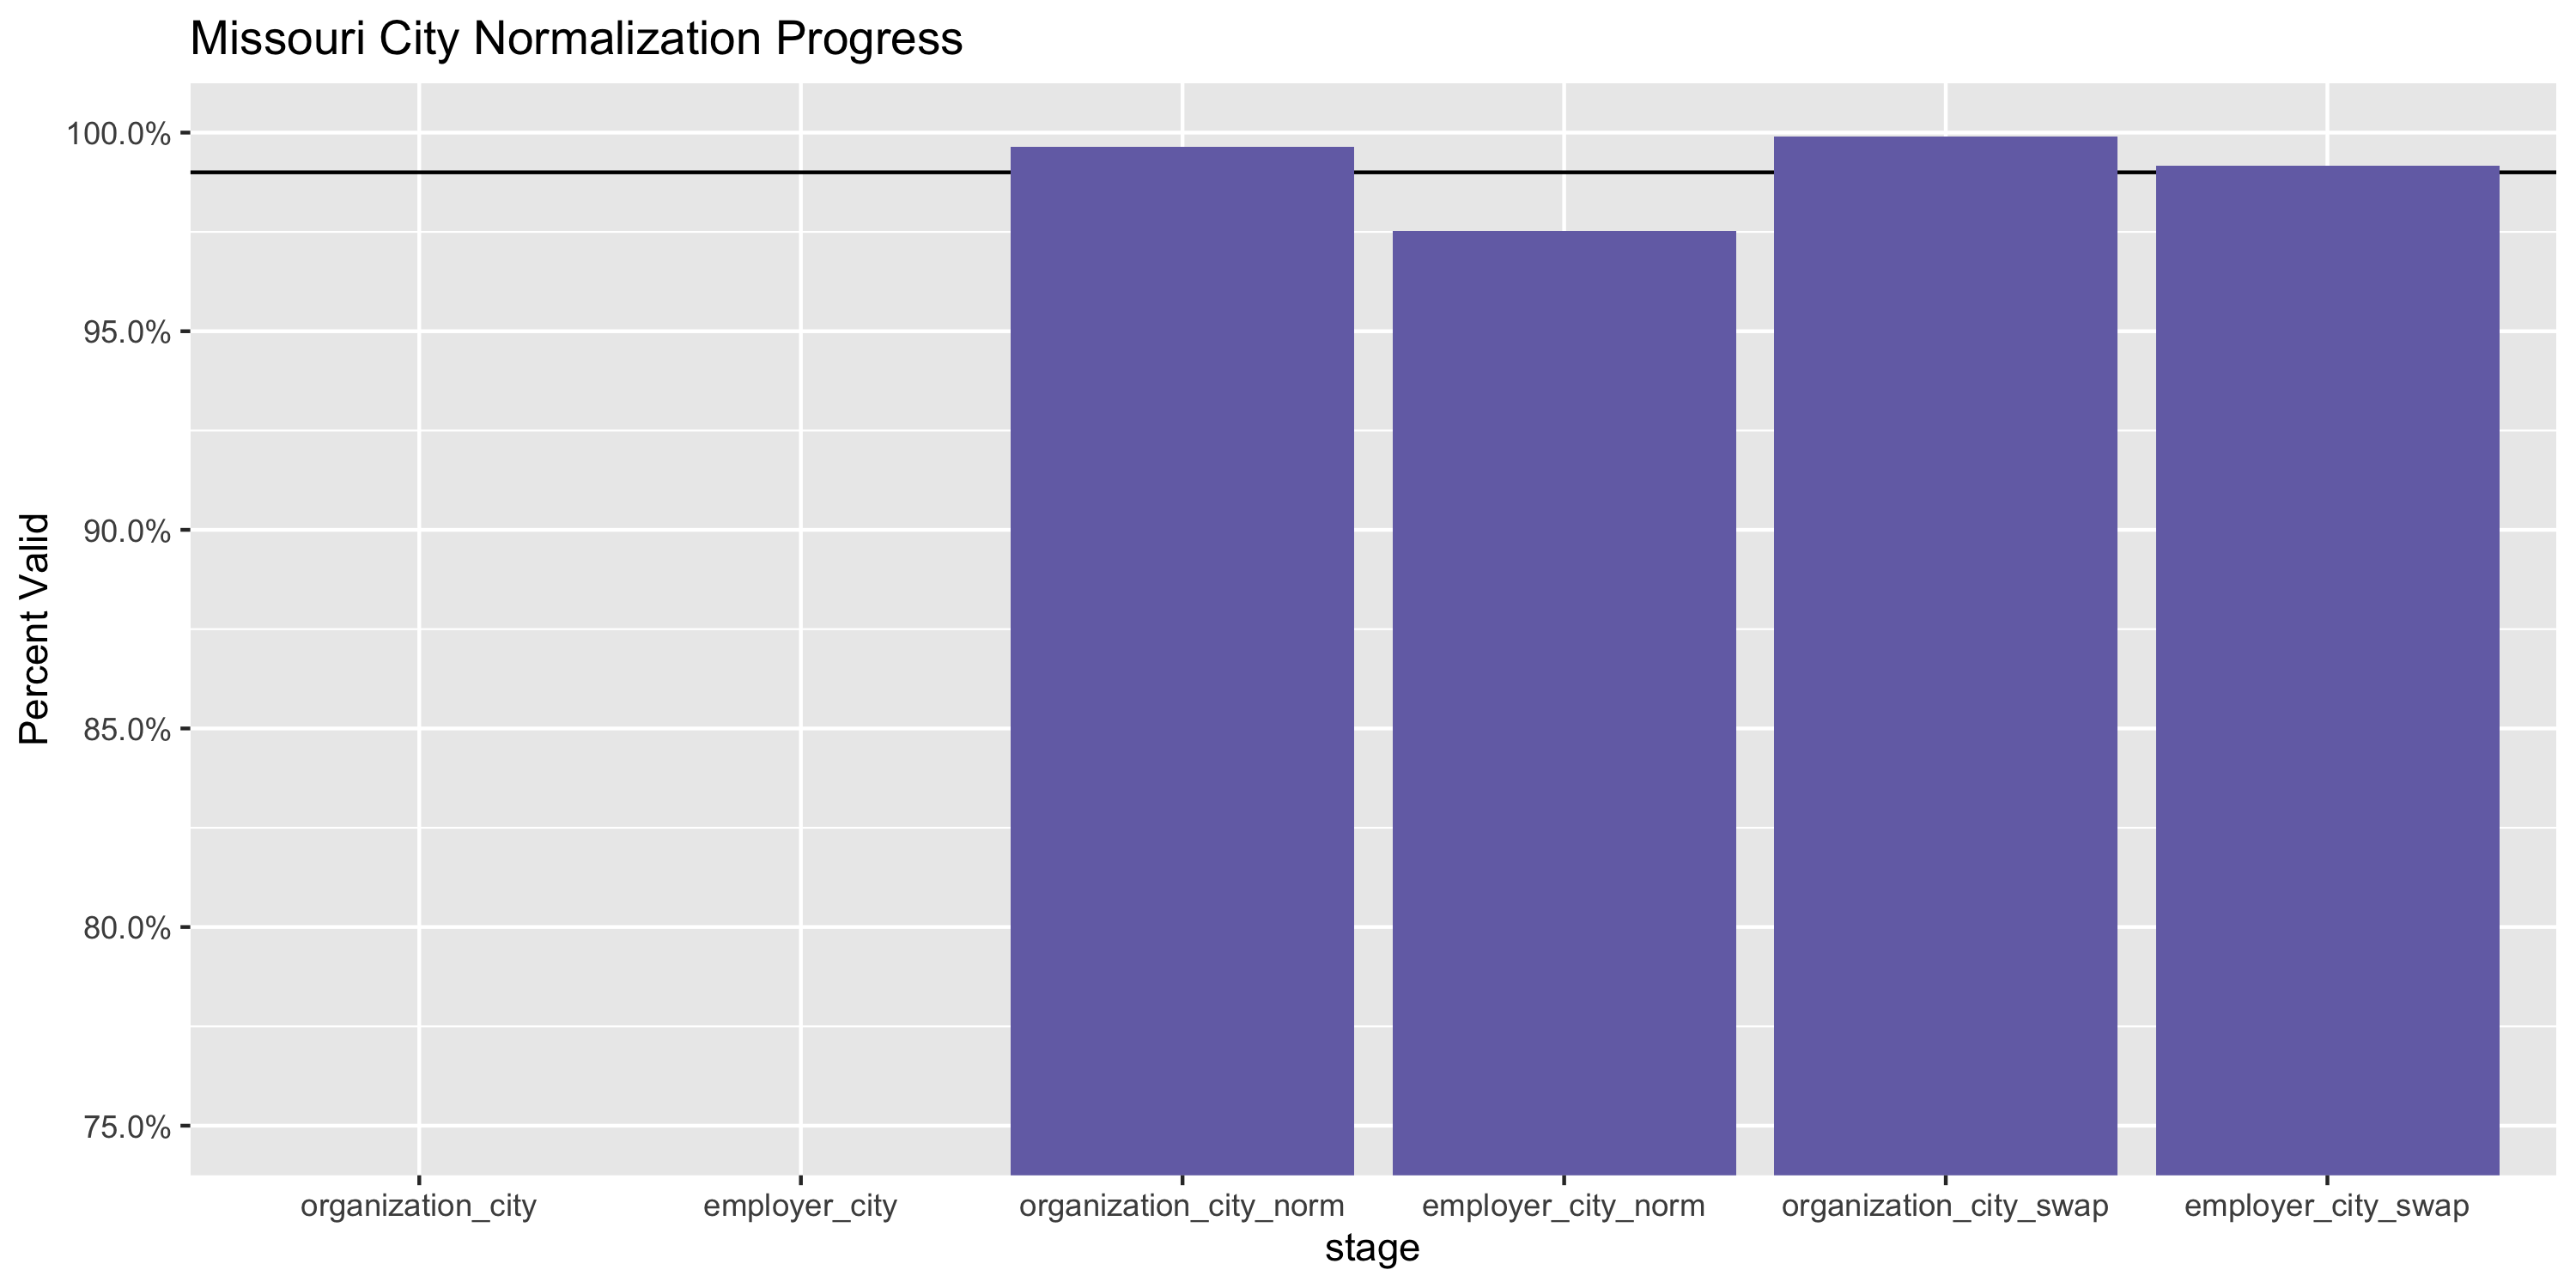 Missouri City Normalization Progress
100.0%
95.0%
90.0%
85.0%
80.0%
75.0%
Percent Valid
organization_city employer_city organization_city_norm employer_city_norm organization_city_swap employer_city_swap
stage